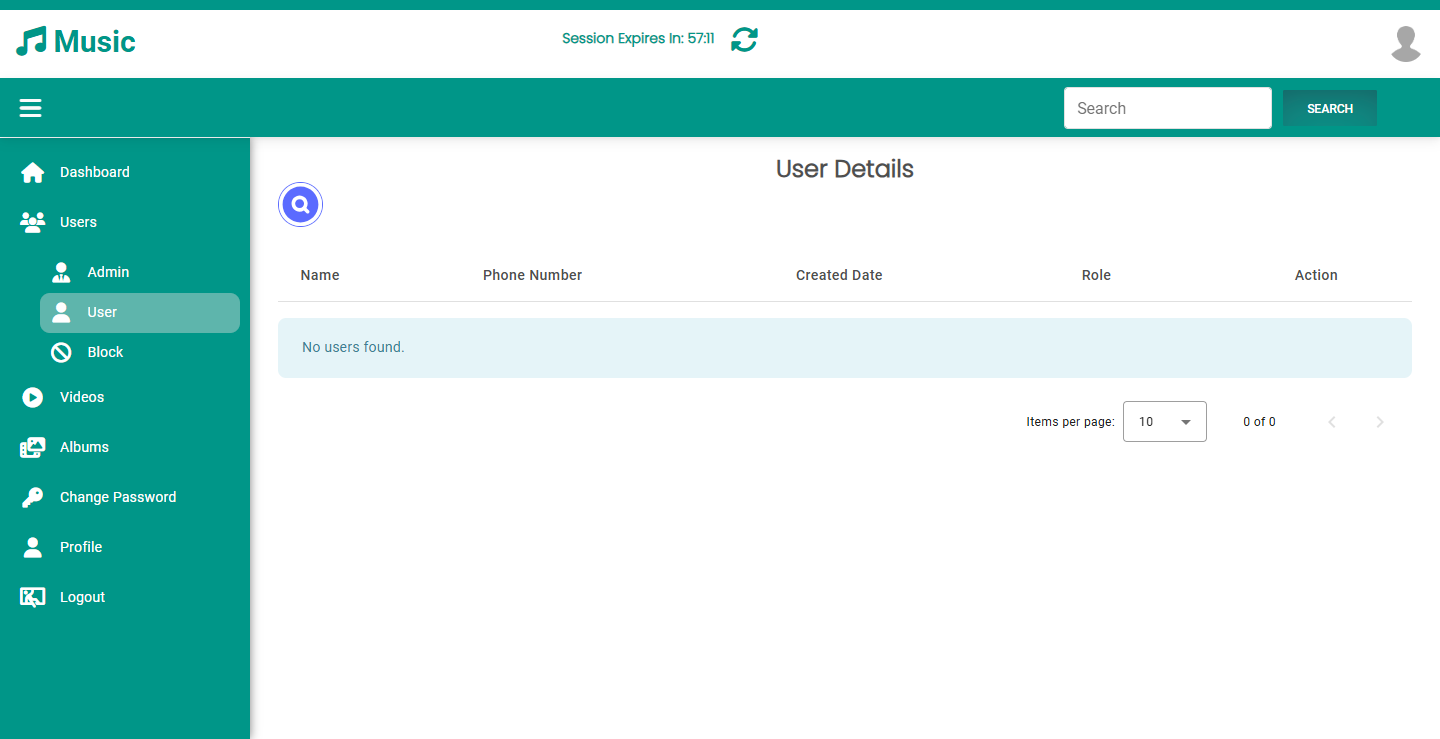 Music
Session Expires In: 57:11
Search
SEARCH
Dashboard
Users
Admin
User
Block
Videos
Albums
Change Password
Profile
Logout
User Details
Name Phone Number Created Date Role Action
No users found.
Items per page: 10 0 of 0